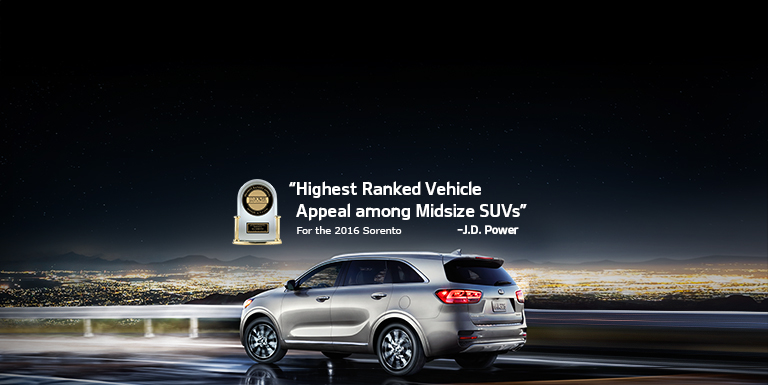 “Highest Ranked Vehicle
Appeal among Midsize SUVs”
For the 2016 Sorento –J.D. Power